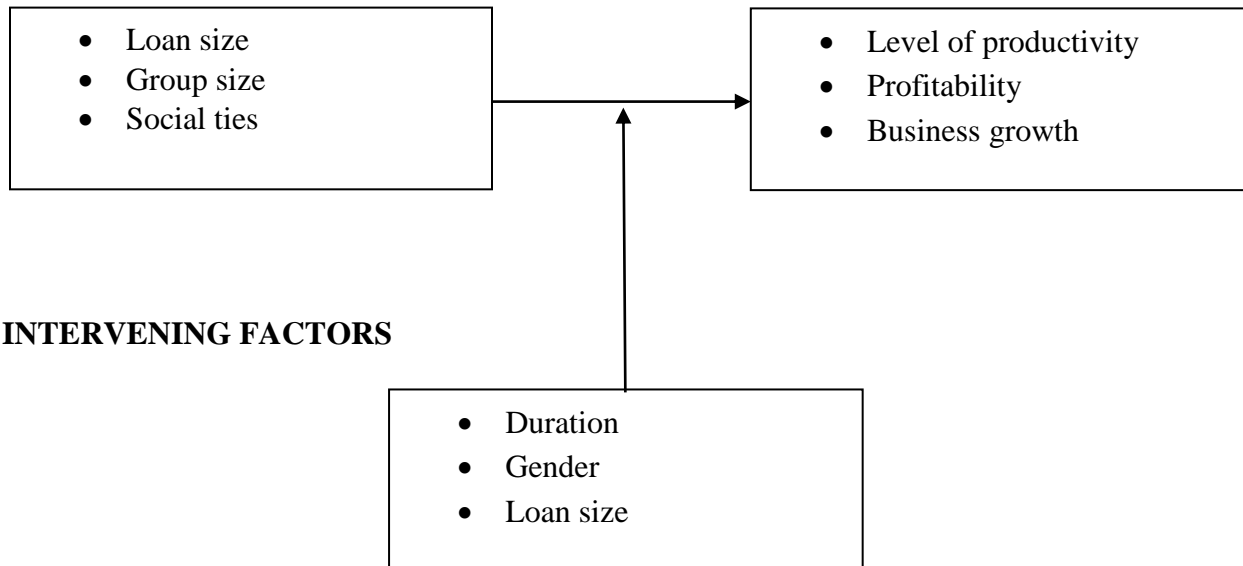 • Loan size
• Group size
• Social ties
• Level of productivity
• Profitability
• Business growth
INTERVENING FACTORS
• Duration
• Gender
• Loan size